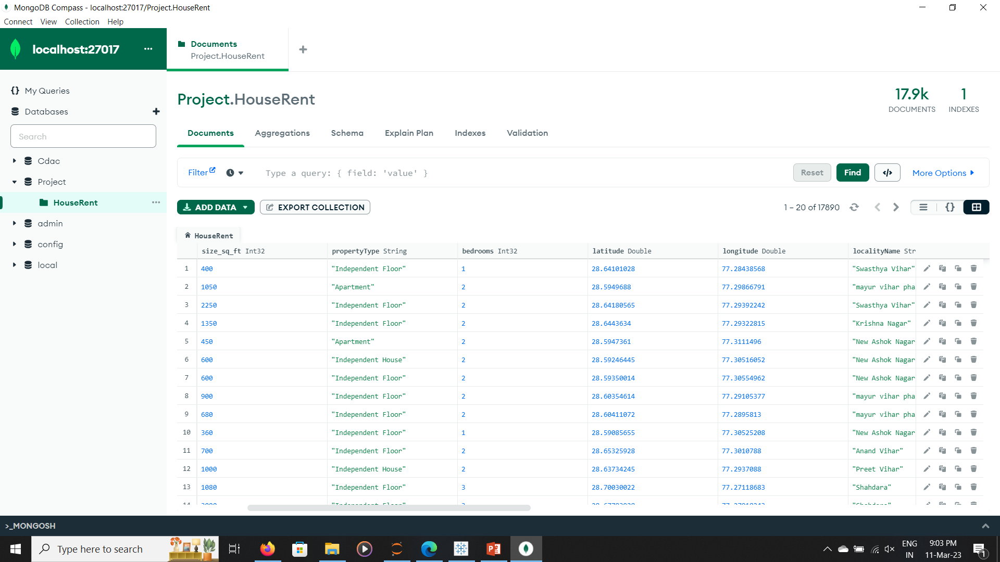 MongoDB Compass - localhost:27017/Project.HouseRent
Connect View Collection Help
localhost:27017 ...
Documents
Project.HouseRent
{} My Queries
Databases
Search
Cdac
Project
HouseRent
admin
config
local
Project.HouseRent
17.9k
DOCUMENTS
1
INDEXES
Documents Aggregations Schema Explain Plan Indexes Validation
Filter Type a query: { field: 'value' } Reset Find </> More Options
ADD DATA EXPORT COLLECTION 1 – 20 of 17890 {}
HouseRent
size_sq_ft Int32 propertyType String bedrooms Int32 latitude Double longitude Double localityName Str
1 400 "Independent Floor" 1 28.64101028 77.28438568 "Swasthya Vihar"
2 1050 "Apartment" 2 28.5949688 77.29866791 "mayur vihar pha
3 2250 "Independent Floor" 2 28.64180565 77.29392242 "Swasthya Vihar"
4 1350 "Independent Floor" 2 28.6443634 77.29322815 "Krishna Nagar"
5 450 "Apartment" 2 28.5947361 77.3111496 "New Ashok Nagar
6 600 "Independent House" 2 28.59246445 77.30516052 "New Ashok Nagar
7 600 "Independent Floor" 2 28.59350014 77.30554962 "New Ashok Nagar
8 900 "Independent Floor" 2 28.60354614 77.29105377 "mayur vihar pha
9 680 "Independent Floor" 2 28.60411072 77.2895813 "mayur vihar pha
10 360 "Independent Floor" 1 28.59085655 77.30525208 "New Ashok Nagar
11 700 "Independent Floor" 2 28.65325928 77.3010788 "Anand Vihar"
12 1000 "Independent House" 2 28.63734245 77.2937088 "Preet Vihar"
13 1080 "Independent Floor" 3 28.70030022 77.27118683 "Shahdara"
>_MONGOSH
Type here to search
ENG
IN
9:03 PM
11-Mar-23
1